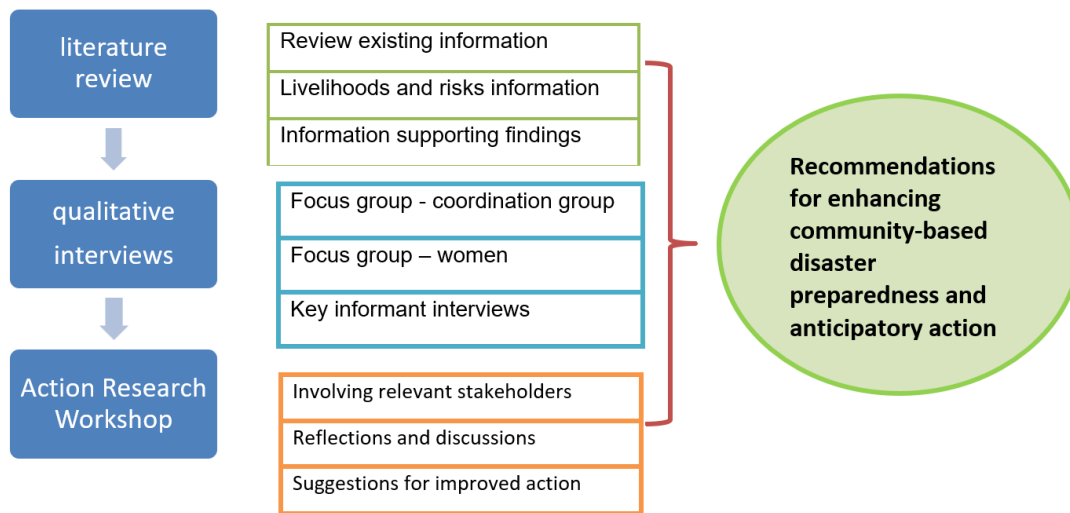 literature
review
qualitative
interviews
Action Research
Workshop
Review existing information
Livelihoods and risks information
Information supporting findings
Focus group - coordination group
Focus group – women
Key informant interviews
Involving relevant stakeholders
Reflections and discussions
Suggestions for improved action
Recommendations
for enhancing
community-based
disaster
preparedness and
anticipatory action